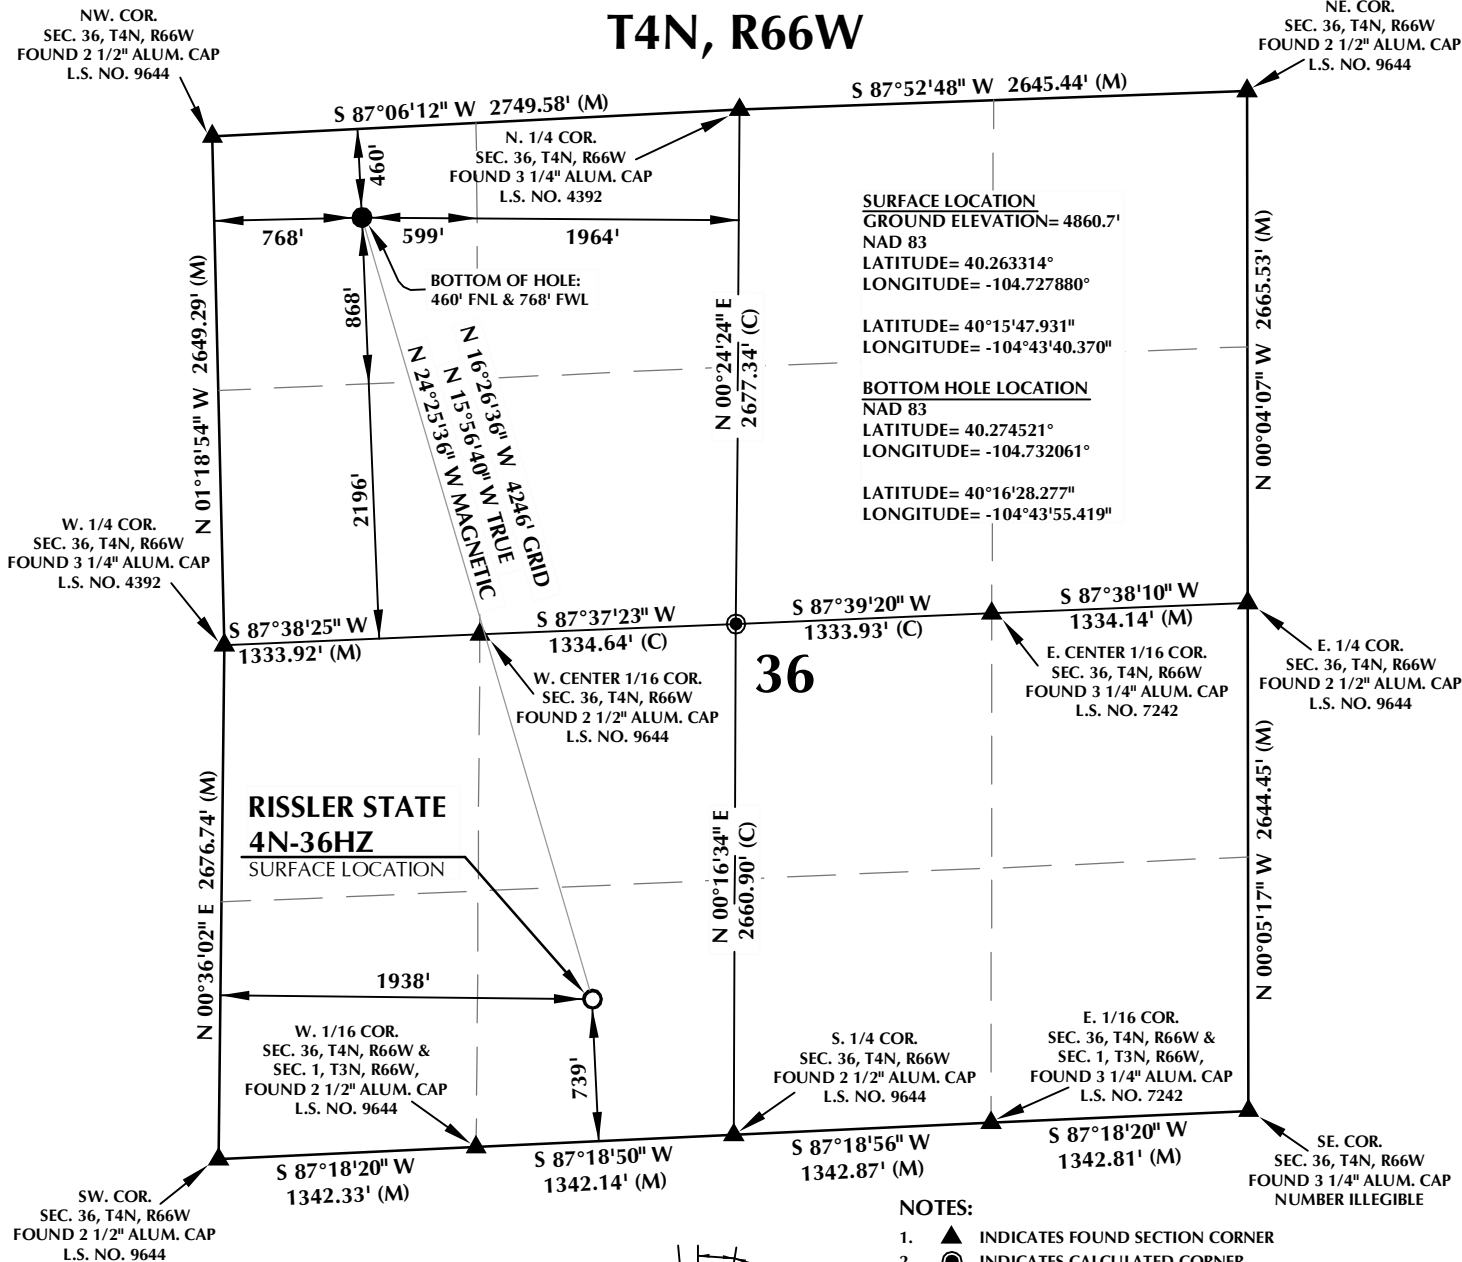 T4N, R66W
NW. COR.
SEC. 36, T4N, R66W
FOUND 2 1/2" ALUM. CAP
L.S. NO. 9644
NE. COR.
SEC. 36, T4N, R66W
FOUND 2 1/2" ALUM. CAP
L.S. NO. 9644
S 87°06'12" W 2749.58' (M)
S 87°52'48" W 2645.44' (M)
N. 1/4 COR.
SEC. 36, T4N, R66W
FOUND 3 1/4" ALUM. CAP
L.S. NO. 4392
460'
768'
599'
1964'
BOTTOM OF HOLE:
460' FNL & 768' FWL
868'
2196'
N 01°18'54" W 2649.29' (M)
N 16°26'36" W 4246' GRID
N 15°56'40" W TRUE
N 24°25'36" W MAGNETIC
N 00°24'24" E
2677.34' (C)
SURFACE LOCATION
GROUND ELEVATION= 4860.7'
NAD 83
LATITUDE= 40.263314°
LONGITUDE= -104.727880°
LATITUDE= 40°15'47.931"
LONGITUDE= -104°43'40.370"
BOTTOM HOLE LOCATION
NAD 83
LATITUDE= 40.274521°
LONGITUDE= -104.732061°
LATITUDE= 40°16'28.277"
LONGITUDE= -104°43'55.419"
N 00°04'07" W 2665.53' (M)
W. 1/4 COR.
SEC. 36, T4N, R66W
FOUND 3 1/4" ALUM. CAP
L.S. NO. 4392
S 87°38'25" W
1333.92' (M)
S 87°37'23" W
1334.64' (C)
S 87°39'20" W
1333.93' (C)
S 87°38'10" W
1334.14' (M)
36
W. CENTER 1/16 COR.
SEC. 36, T4N, R66W
FOUND 2 1/2" ALUM. CAP
L.S. NO. 9644
E. CENTER 1/16 COR.
SEC. 36, T4N, R66W
FOUND 3 1/4" ALUM. CAP
L.S. NO. 7242
E. 1/4 COR.
SEC. 36, T4N, R66W
FOUND 2 1/2" ALUM. CAP
L.S. NO. 9644
N 00°36'02" E 2676.74' (M)
RISSLER STATE
4N-36HZ
SURFACE LOCATION
N 00°16'34" E
2660.90' (C)
N 00°05'17" W 2644.45' (M)
1938'
739'
W. 1/16 COR.
SEC. 36, T4N, R66W &
SEC. 1, T3N, R66W,
FOUND 2 1/2" ALUM. CAP
L.S. NO. 9644
S. 1/4 COR.
SEC. 36, T4N, R66W
FOUND 2 1/2" ALUM. CAP
L.S. NO. 9644
E. 1/16 COR.
SEC. 36, T4N, R66W &
SEC. 1, T3N, R66W,
FOUND 3 1/4" ALUM. CAP
L.S. NO. 7242
S 87°18'20" W
1342.33' (M)
S 87°18'50" W
1342.14' (M)
S 87°18'56" W
1342.87' (M)
S 87°18'20" W
1342.81' (M)
SW. COR.
SEC. 36, T4N, R66W
FOUND 2 1/2" ALUM. CAP
L.S. NO. 9644
SE. COR.
SEC. 36, T4N, R66W
FOUND 3 1/4" ALUM. CAP
NUMBER ILLEGIBLE
NOTES:
1. INDICATES FOUND SECTION CORNER
2. INDICATES CALCULATED CORNER